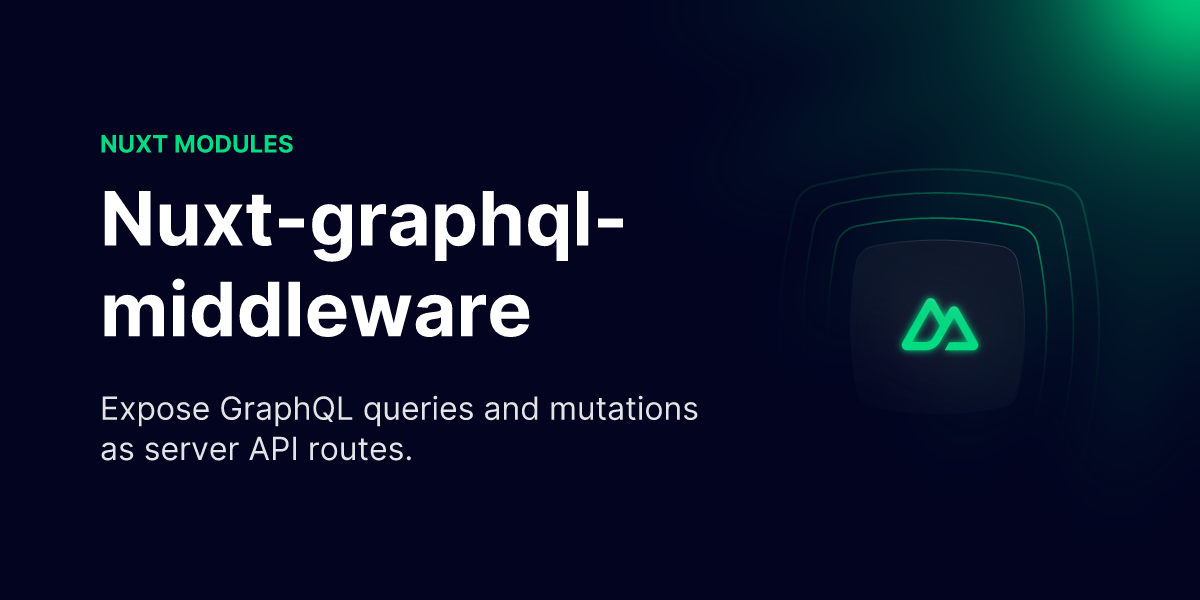 NUXT MODULES
Nuxt-graphql-
middleware
Expose GraphQL queries and mutations
as server API routes.